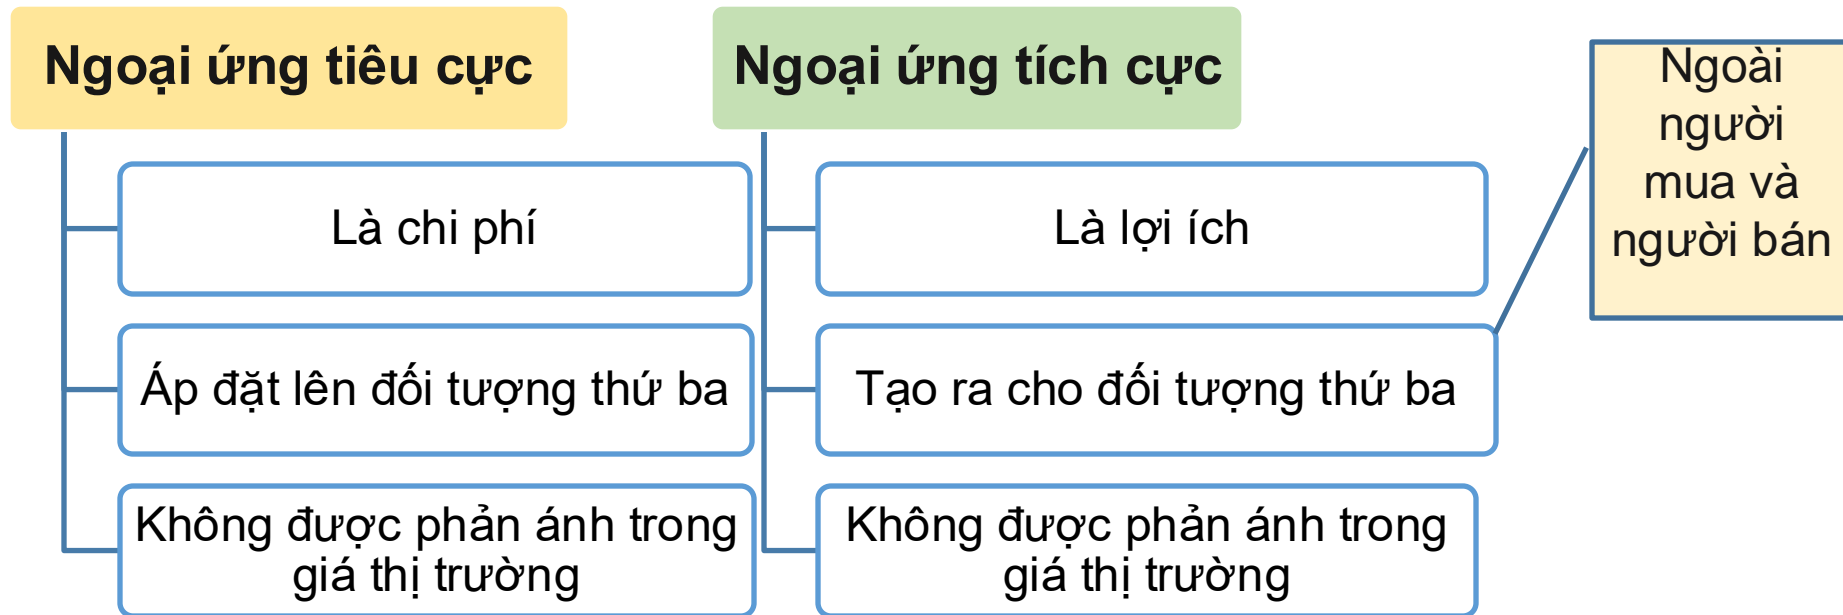 Ngoại ứng tiêu cực
Là chi phí
Áp đặt lên đối tượng thứ ba
Không được phản ánh trong
giá thị trường
Ngoại ứng tích cực
Là lợi ích
Tạo ra cho đối tượng thứ ba
Không được phản ánh trong
giá thị trường
Ngoài
người
mua và
người bán